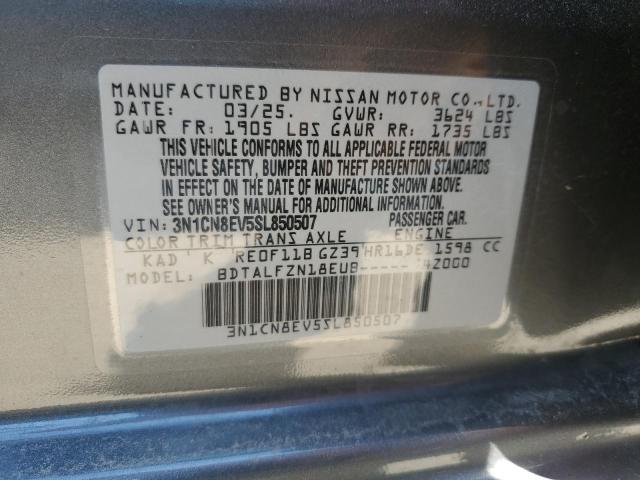 MANUFACTURED BY NISSAN MOTOR CO.,LTD.
DATE: 03/25. GVWR: 3624 LBS
GAWR FR: 1905 LBS GAWR RR: 1735 LBS
THIS VEHICLE CONFORMS TO ALL APPLICABLE FEDERAL MOTOR
VEHICLE SAFETY, BUMPER AND THEFT PREVENTION STANDARDS
IN EFFECT ON THE DATE OF MANUFACTURE SHOWN ABOVE.
SEE OWNER'S MANUAL FOR ADDITIONAL INFORMATION.
VIN: 3N1CN8EV5SL850507 PASSENGER CAR.
COLOR TRIM TRANS AXLE ENGINE
KAD K RE0F11B GZ39 HR16DE 1598 CC
MODEL: BDTALFZN18EUB-----42000
3N1CN8EV5SL850507